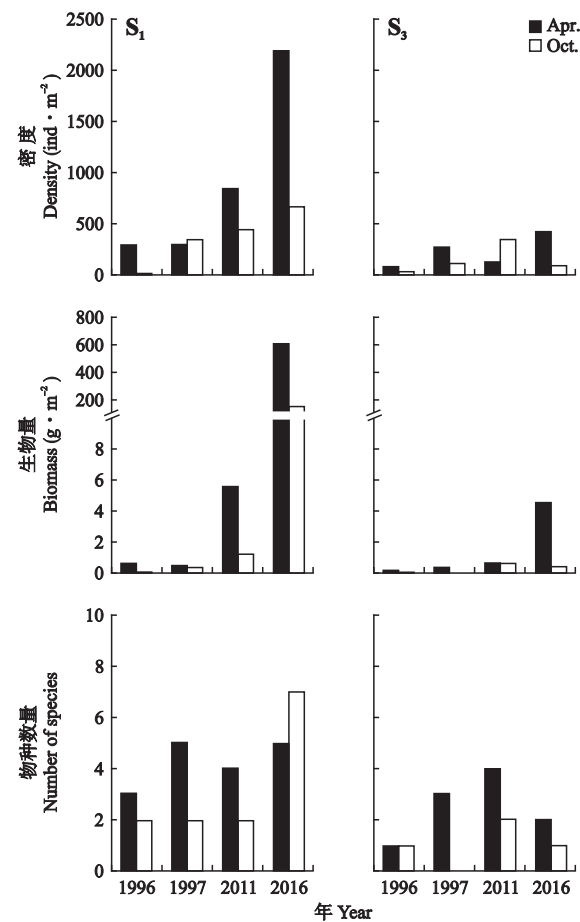 S₁
S₃
Apr.
Oct.
密度
Density (ind·m⁻²)
2500
2000
1500
1000
500
0
生物量
Biomass (g·m⁻²)
800
600
400
200
8
6
4
2
0
物种数量
Number of species
10
8
6
4
2
0
1996 1997 2011 2016 1996 1997 2011 2016
年 Year